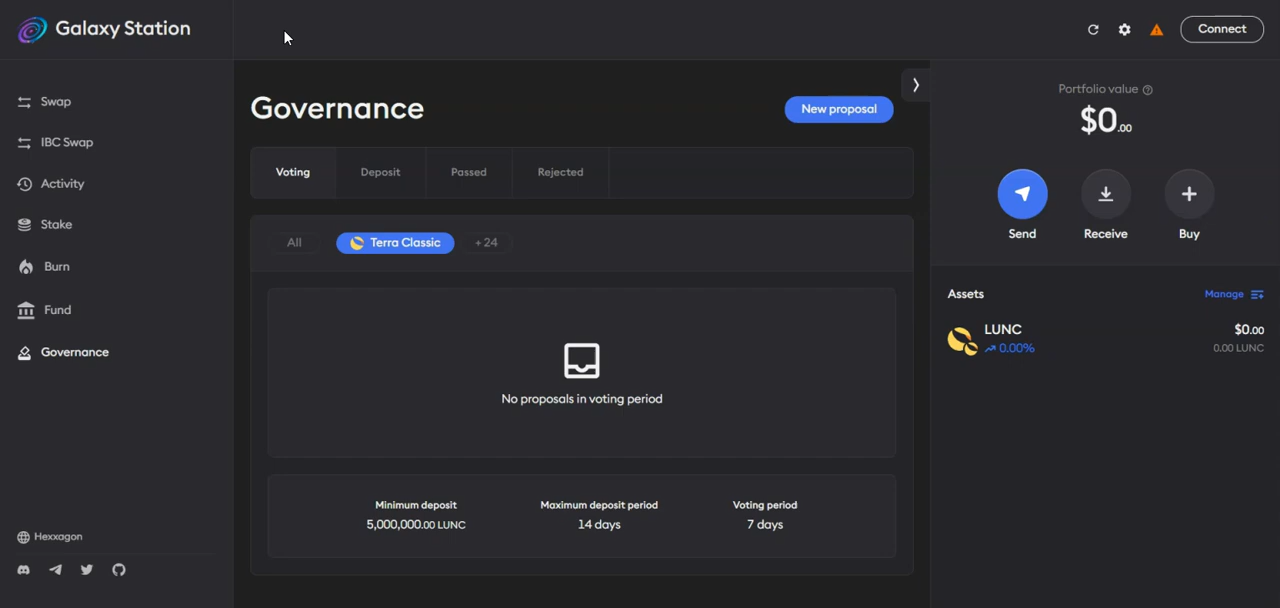 Galaxy Station
Connect
Swap
IBC Swap
Activity
Stake
Burn
Fund
Governance
Hexxagon
Governance
New proposal
Voting
Deposit
Passed
Rejected
All
Terra Classic
+24
No proposals in voting period
Minimum deposit
5,000,000.00 LUNC
Maximum deposit period
14 days
Voting period
7 days
Portfolio value
$0.00
Send
Receive
Buy
Assets
Manage
LUNC
$0.00
0.00%
0.00 LUNC